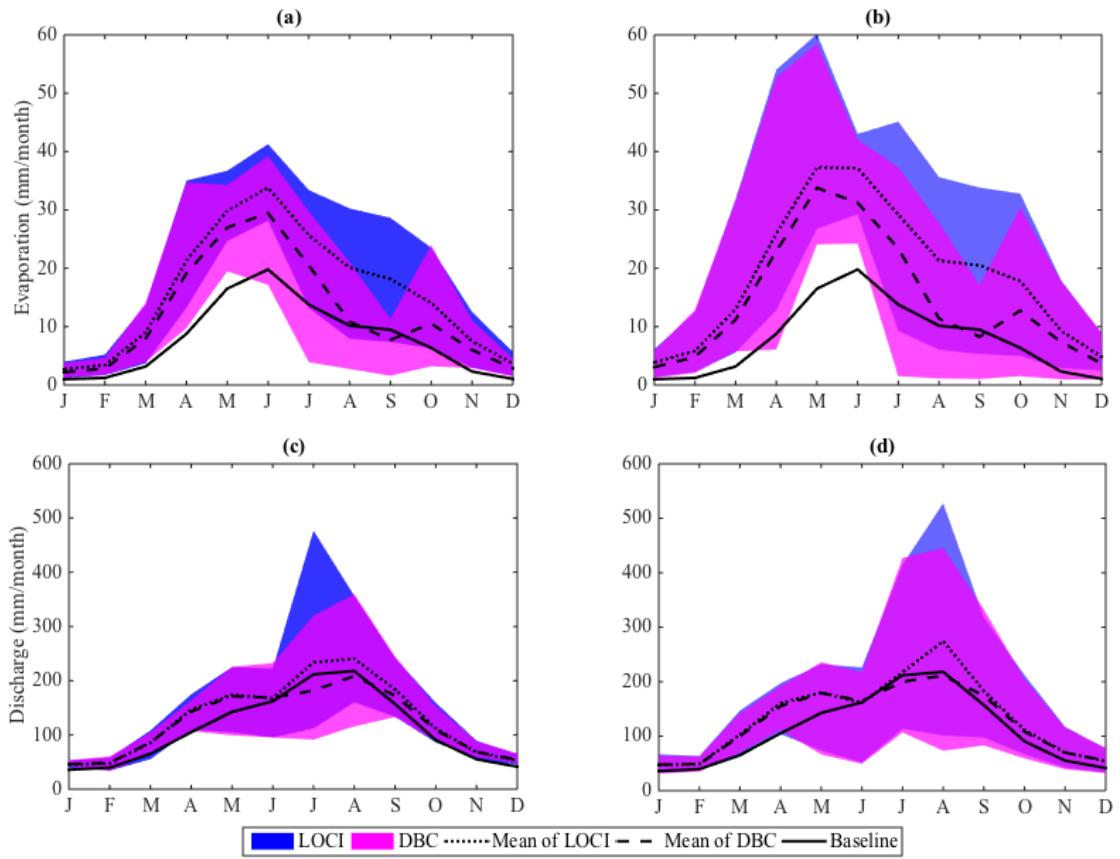 (a)
(b)
60
50
40
30
20
10
0
Evaporation (mm/month)
J F M A M J J A S O N D
60
50
40
30
20
10
0
J F M A M J J A S O N D
(c)
(d)
600
500
400
300
200
100
0
Discharge (mm/month)
J F M A M J J A S O N D
600
500
400
300
200
100
0
J F M A M J J A S O N D
LOCI DBC Mean of LOCI Mean of DBC Baseline